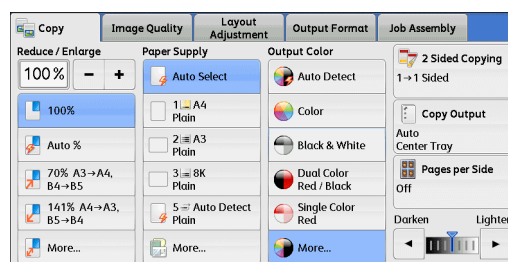 Copy
Image Quality
Layout
Adjustment
Output Format
Job Assembly
Reduce / Enlarge
100%
100%
Auto %
70% A3→A4,
B4→B5
141% A4→A3,
B5→B4
More...
Paper Supply
Auto Select
1 A4
Plain
2 A3
Plain
3 8K
Plain
5 Auto Detect
Plain
More...
Output Color
Auto Detect
Color
Black & White
Dual Color
Red / Black
Single Color
Red
More...
2 Sided Copying
1→1 Sided
Copy Output
Auto
Center Tray
Pages per Side
Off
Darken
Lighte